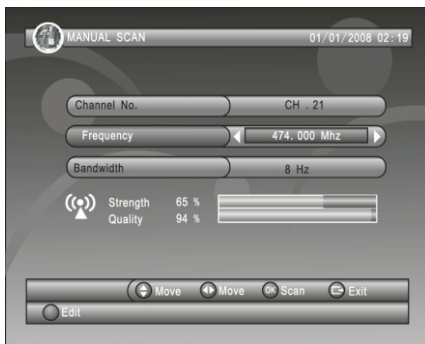 MANUAL SCAN 01/01/2008 02:19
Channel No. CH . 21
Frequency 474. 000 Mhz
Bandwidth 8 Hz
Strength 65 %
Quality 94 %
Move Move OK Scan Exit
Edit